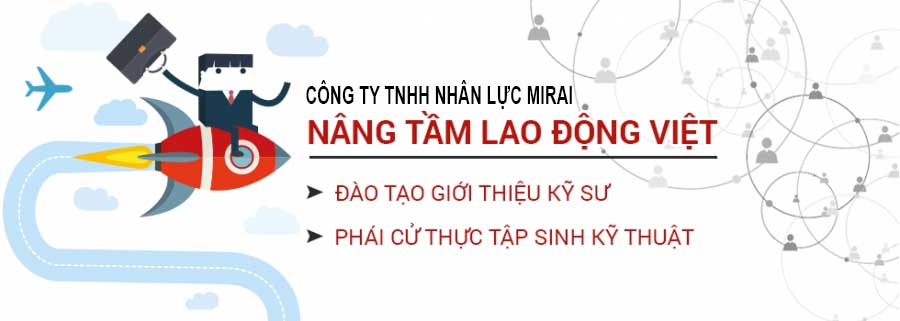 CÔNG TY TNHH NHÂN LỰC MIRAI
NÂNG TẦM LAO ĐỘNG VIỆT
ĐÀO TẠO GIỚI THIỆU KỸ SƯ
PHÁI CỬ THỰC TẬP SINH KỸ THUẬT